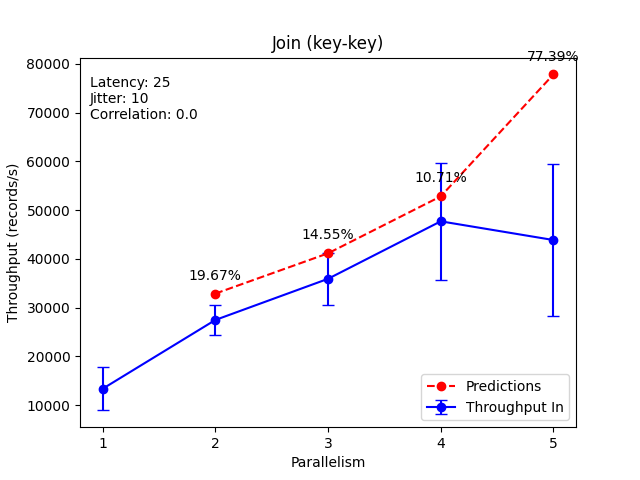 Join (key-key)
Latency: 25
Jitter: 10
Correlation: 0.0
77.39%
10.71%
14.55%
19.67%
80000
70000
60000
50000
40000
30000
20000
10000
Throughput (records/s)
Predictions
Throughput In
1 2 3 4 5
Parallelism